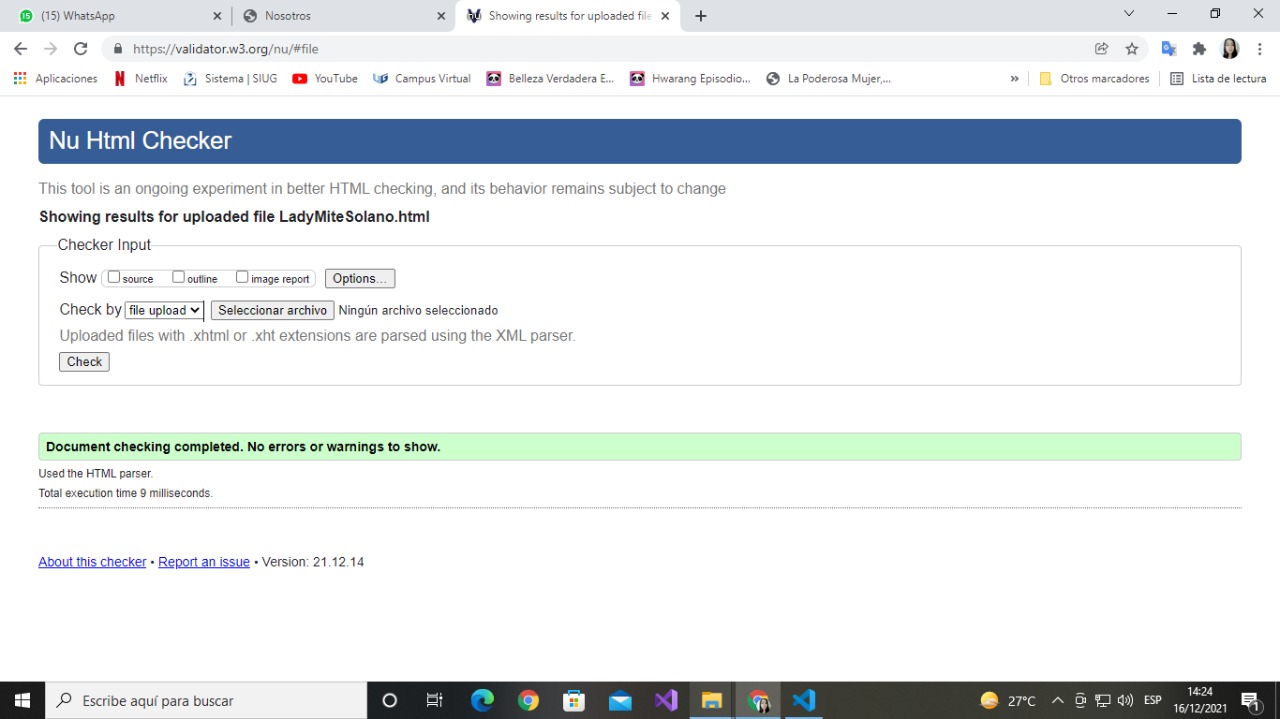 (15) WhatsApp
Nosotros
Showing results for uploaded file
https://validator.w3.org/nu/#file
Aplicaciones
Netflix
Sistema | SIUG
YouTube
Campus Virtual
Belleza Verdadera E...
Hwarang Episodio...
La Poderosa Mujer,...
»
Otros marcadores
Lista de lectura
Nu Html Checker
This tool is an ongoing experiment in better HTML checking, and its behavior remains subject to change
Showing results for uploaded file LadyMiteSolano.html
Checker Input
Show source outline image report Options...
Check by file upload Seleccionar archivo Ningún archivo seleccionado
Uploaded files with .xhtml or .xht extensions are parsed using the XML parser.
Check
Document checking completed. No errors or warnings to show.
Used the HTML parser.
Total execution time 9 milliseconds.
About this checker • Report an issue • Version: 21.12.14
Escribe aquí para buscar
27°C
ESP
14:24
16/12/2021
1